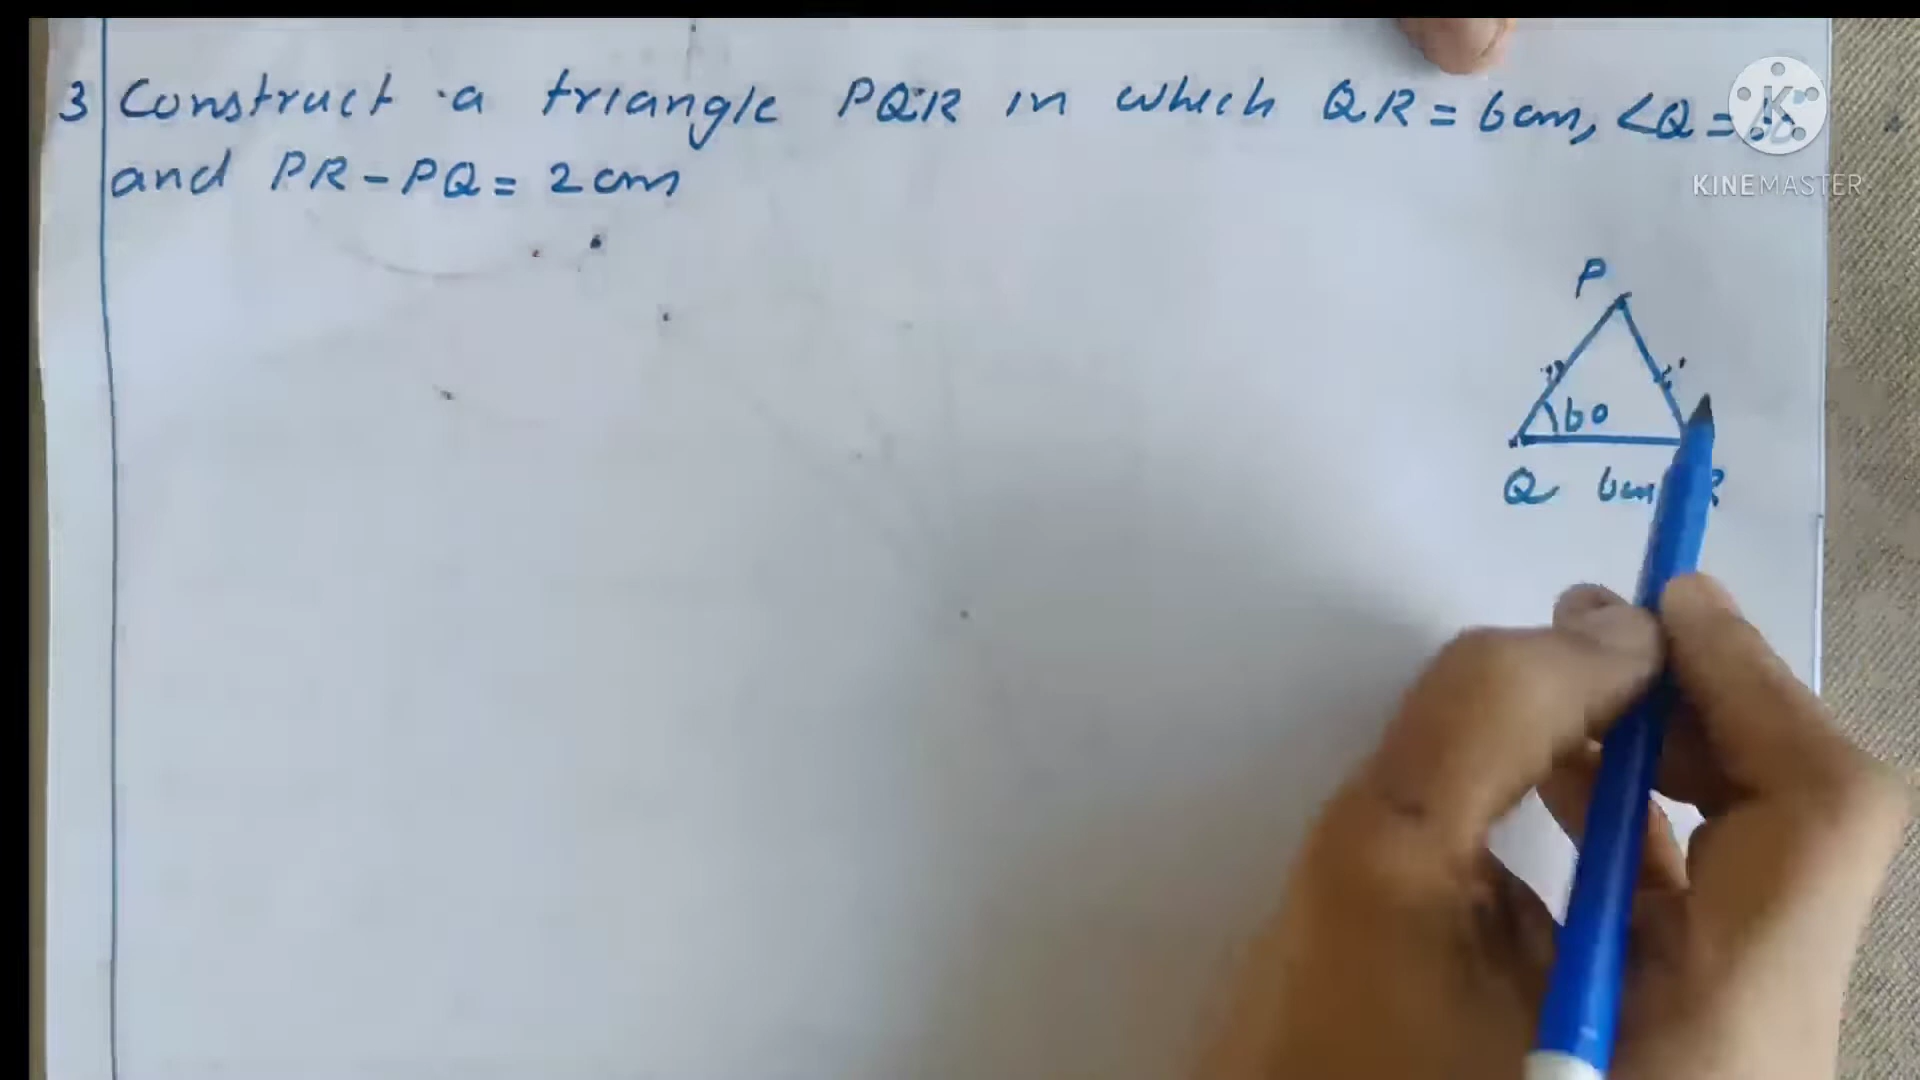 3 Construct a triangle PQR in which QR = 6cm, <Q =
and PR - PQ = 2cm
K
KINEMASTER
P
60
Q 6cm R